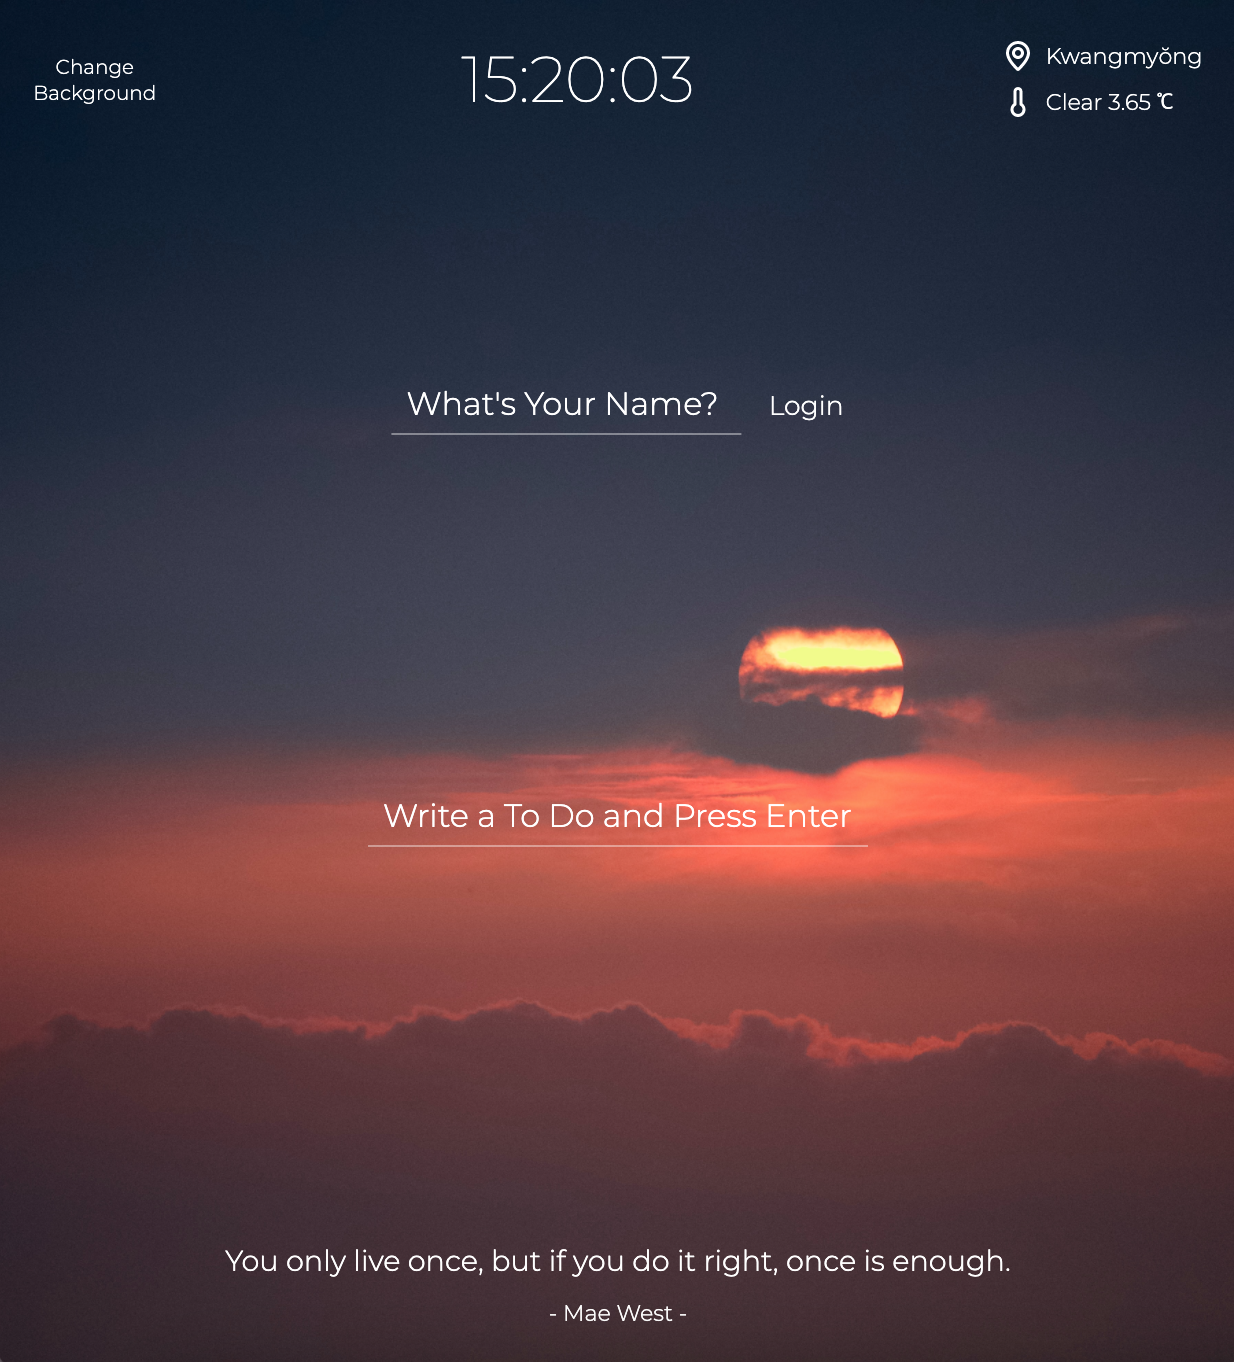 Change
Background
15:20:03
Kwangmyŏng
Clear 3.65 ℃
What's Your Name?
Login
Write a To Do and Press Enter
You only live once, but if you do it right, once is enough.
- Mae West -